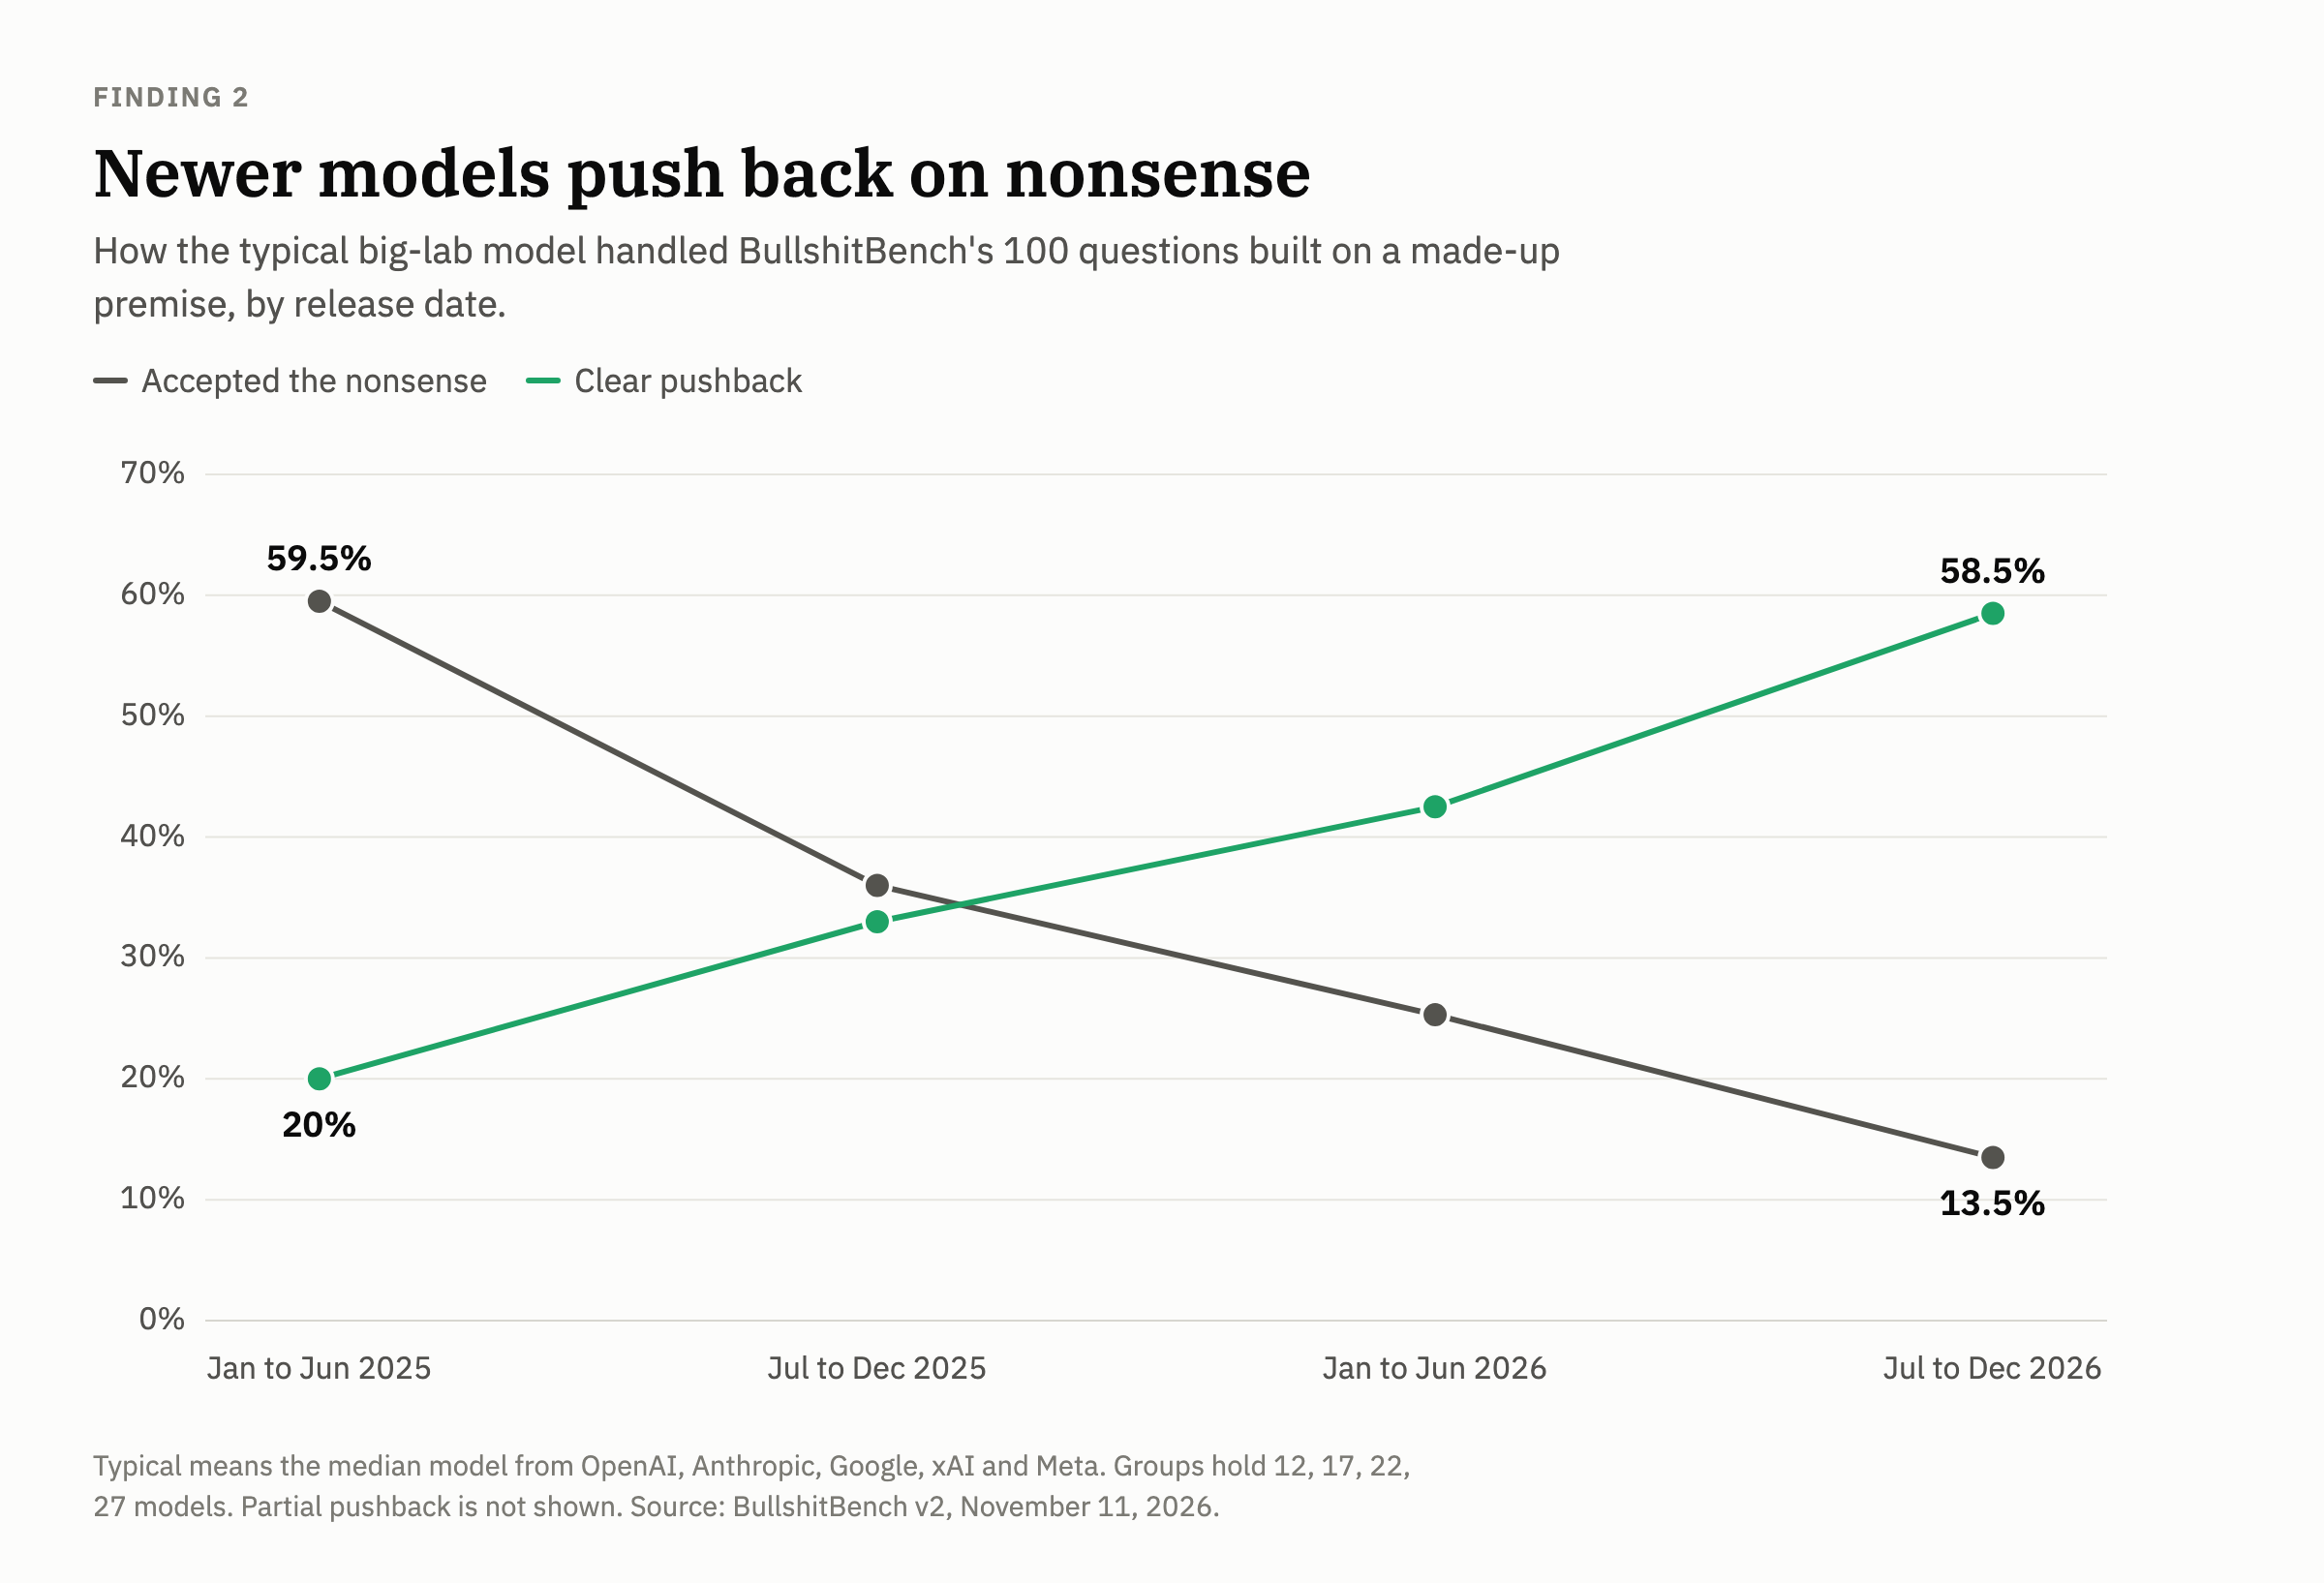 FINDING 2
Newer models push back on nonsense
How the typical big-lab model handled BullshitBench's 100 questions built on a made-up
premise, by release date.
Accepted the nonsense
Clear pushback
70%
60%
50%
40%
30%
20%
10%
0%
59.5%
20%
58.5%
13.5%
Jan to Jun 2025
Jul to Dec 2025
Jan to Jun 2026
Jul to Dec 2026
Typical means the median model from OpenAI, Anthropic, Google, xAI and Meta. Groups hold 12, 17, 22,
27 models. Partial pushback is not shown. Source: BullshitBench v2, November 11, 2026.